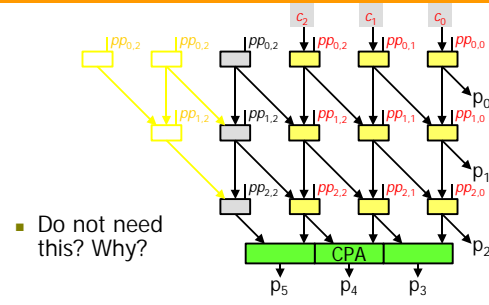 c2 c1 c0
pp0,2 pp0,2 pp0,2 pp0,2 pp0,1 pp0,0
p0
pp1,2 pp1,2 pp1,2 pp1,1 pp1,0
p1
pp2,2 pp2,2 pp2,1 pp2,0
▪ Do not need
this? Why?
CPA
p2
p5 p4 p3